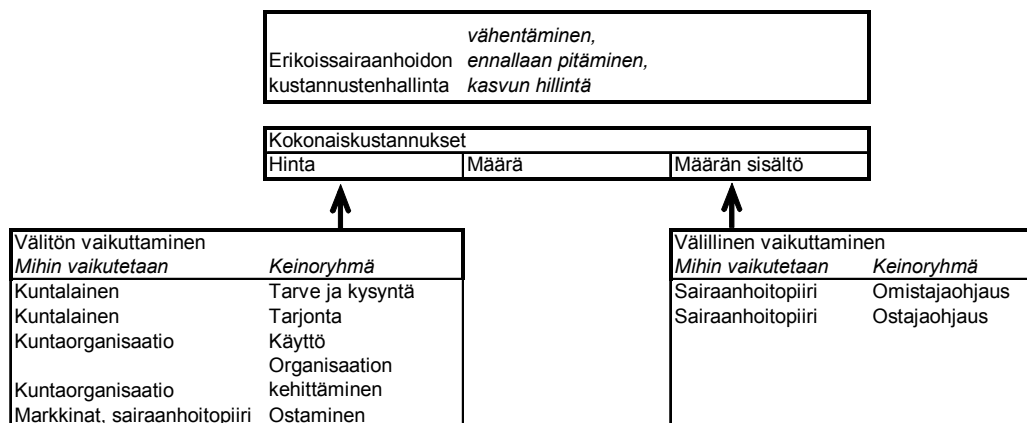 vähentäminen,
Erikoissairaanhoidon ennallaan pitäminen,
kustannustenhallinta kasvun hillintä
Kokonaiskustannukset
Hinta Määrä Määrän sisältö
Välitön vaikuttaminen
Mihin vaikutetaan Keinoryhmä
Kuntalainen Tarve ja kysyntä
Kuntalainen Tarjonta
Kuntaorganisaatio Käyttö
Organisaation
Kuntaorganisaatio kehittäminen
Markkinat, sairaanhoitopiiri Ostaminen
Välillinen vaikuttaminen
Mihin vaikutetaan Keinoryhmä
Sairaanhoitopiiri Omistajaohjaus
Sairaanhoitopiiri Ostajaohjaus